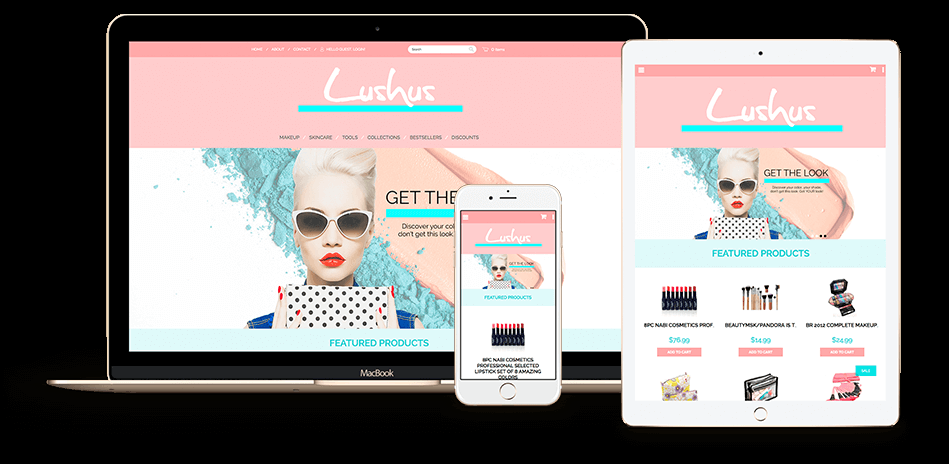 HOME / ABOUT / CONTACT / HELLO GUEST LOGIN
Search
0 items
Lushus
MAKEUP / SKINCARE / TOOLS / COLLECTIONS / BESTSELLERS / DISCOUNTS
GET THE
Discover your
don't get this look.
FEATURED PRODUCTS
MacBook
Lushus
GET THE LOOK
FEATURED PRODUCTS
8PC NABI COSMETICS
PROFESSIONAL SELECTED
LIPSTICK SET OF 8 AMAZING
COLORS
Lushus
GET THE LOOK
Discover your color, your shade,
don't get this look. Get YOUR look!
FEATURED PRODUCTS
8PC NABI COSMETICS PROF.
BEAUTYMSK/PANDORA IS T.
BR 2012 COMPLETE MAKEUP.
$26.99
$14.99
$24.99
ADD TO CART
ADD TO CART
ADD TO CART
SALE